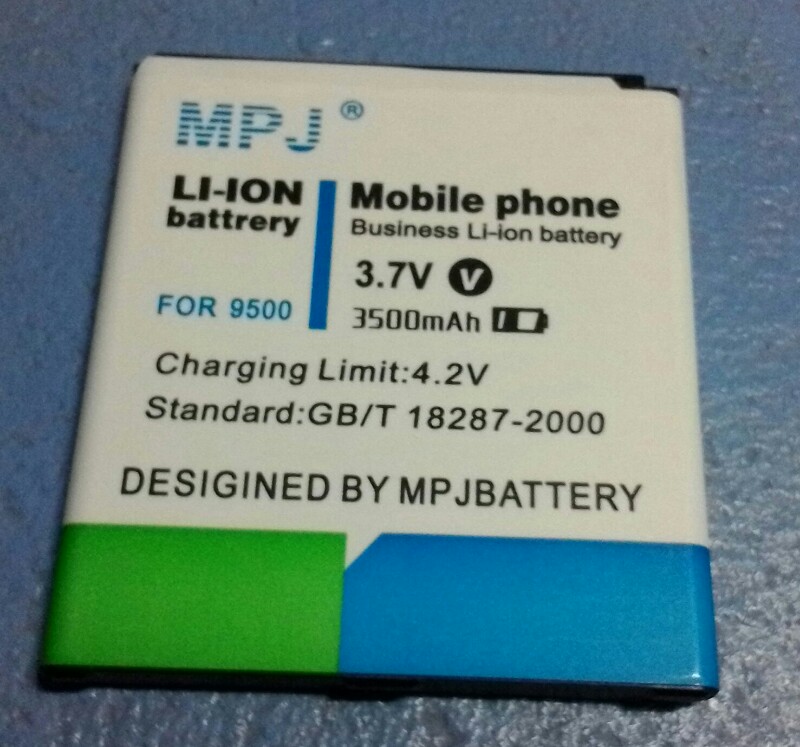 MPJ ®
LI-ION
battrery
FOR 9500
Mobile phone
Business Li-ion battery
3.7V V
3500mAh
Charging Limit:4.2V
Standard:GB/T 18287-2000
DESIGINED BY MPJBATTERY